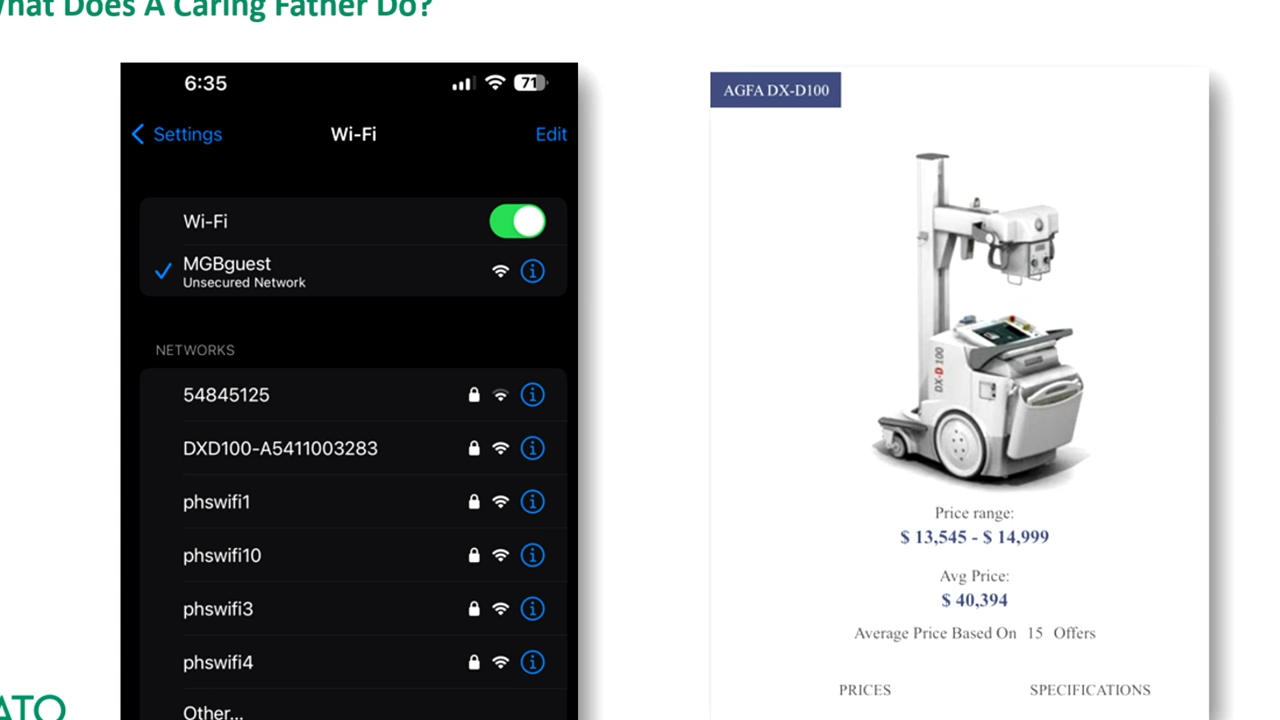 What Does A Caring Father Do?
6:35
71
Settings
Wi-Fi
Edit
Wi-Fi
MGBguest
Unsecured Network
NETWORKS
54845125
DXD100-A5411003283
phswifi1
phswifi10
phswifi3
phswifi4
Other...
AGFA DX-D100
DX-D 100
Price range:
$ 13,545 - $ 14,999
Avg Price:
$ 40,394
Average Price Based On 15 Offers
PRICES
SPECIFICATIONS
ATO